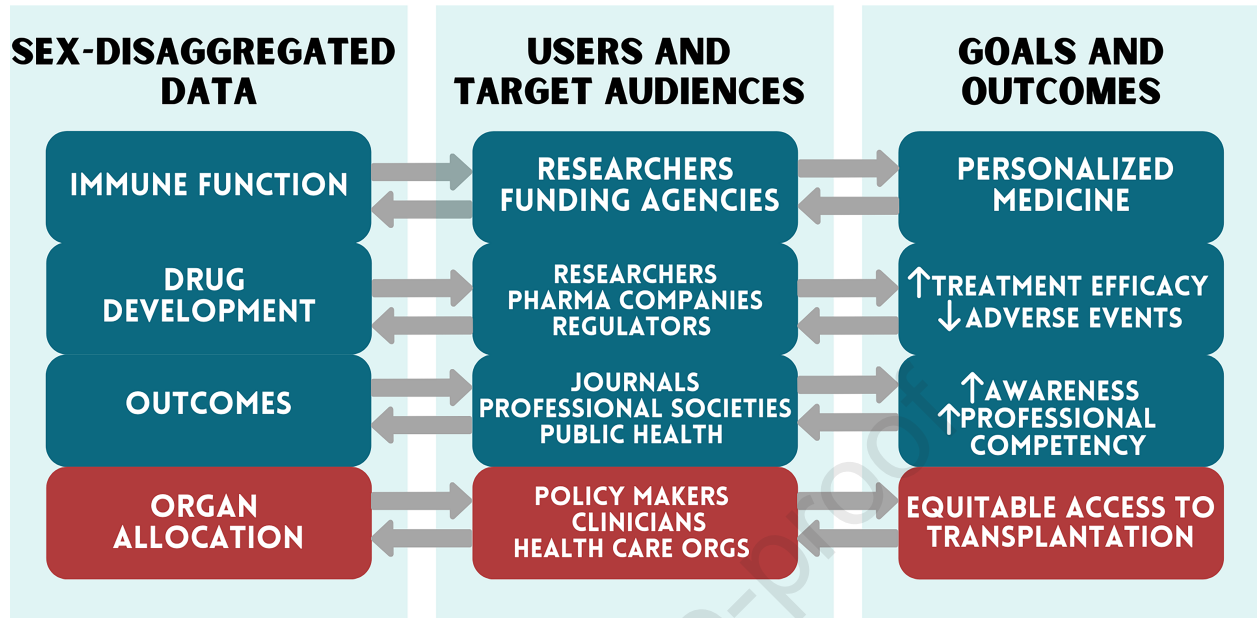 SEX-DISAGGREGATED
DATA
USERS AND
TARGET AUDIENCES
GOALS AND
OUTCOMES
IMMUNE FUNCTION
RESEARCHERS
FUNDING AGENCIES
PERSONALIZED
MEDICINE
DRUG
DEVELOPMENT
RESEARCHERS
PHARMA COMPANIES
REGULATORS
↑TREATMENT EFFICACY
↓ADVERSE EVENTS
OUTCOMES
JOURNALS
PROFESSIONAL SOCIETIES
PUBLIC HEALTH
↑AWARENESS
↑PROFESSIONAL
COMPETENCY
ORGAN
ALLOCATION
POLICY MAKERS
CLINICIANS
HEALTH CARE ORGS
EQUITABLE ACCESS TO
TRANSPLANTATION
-proof